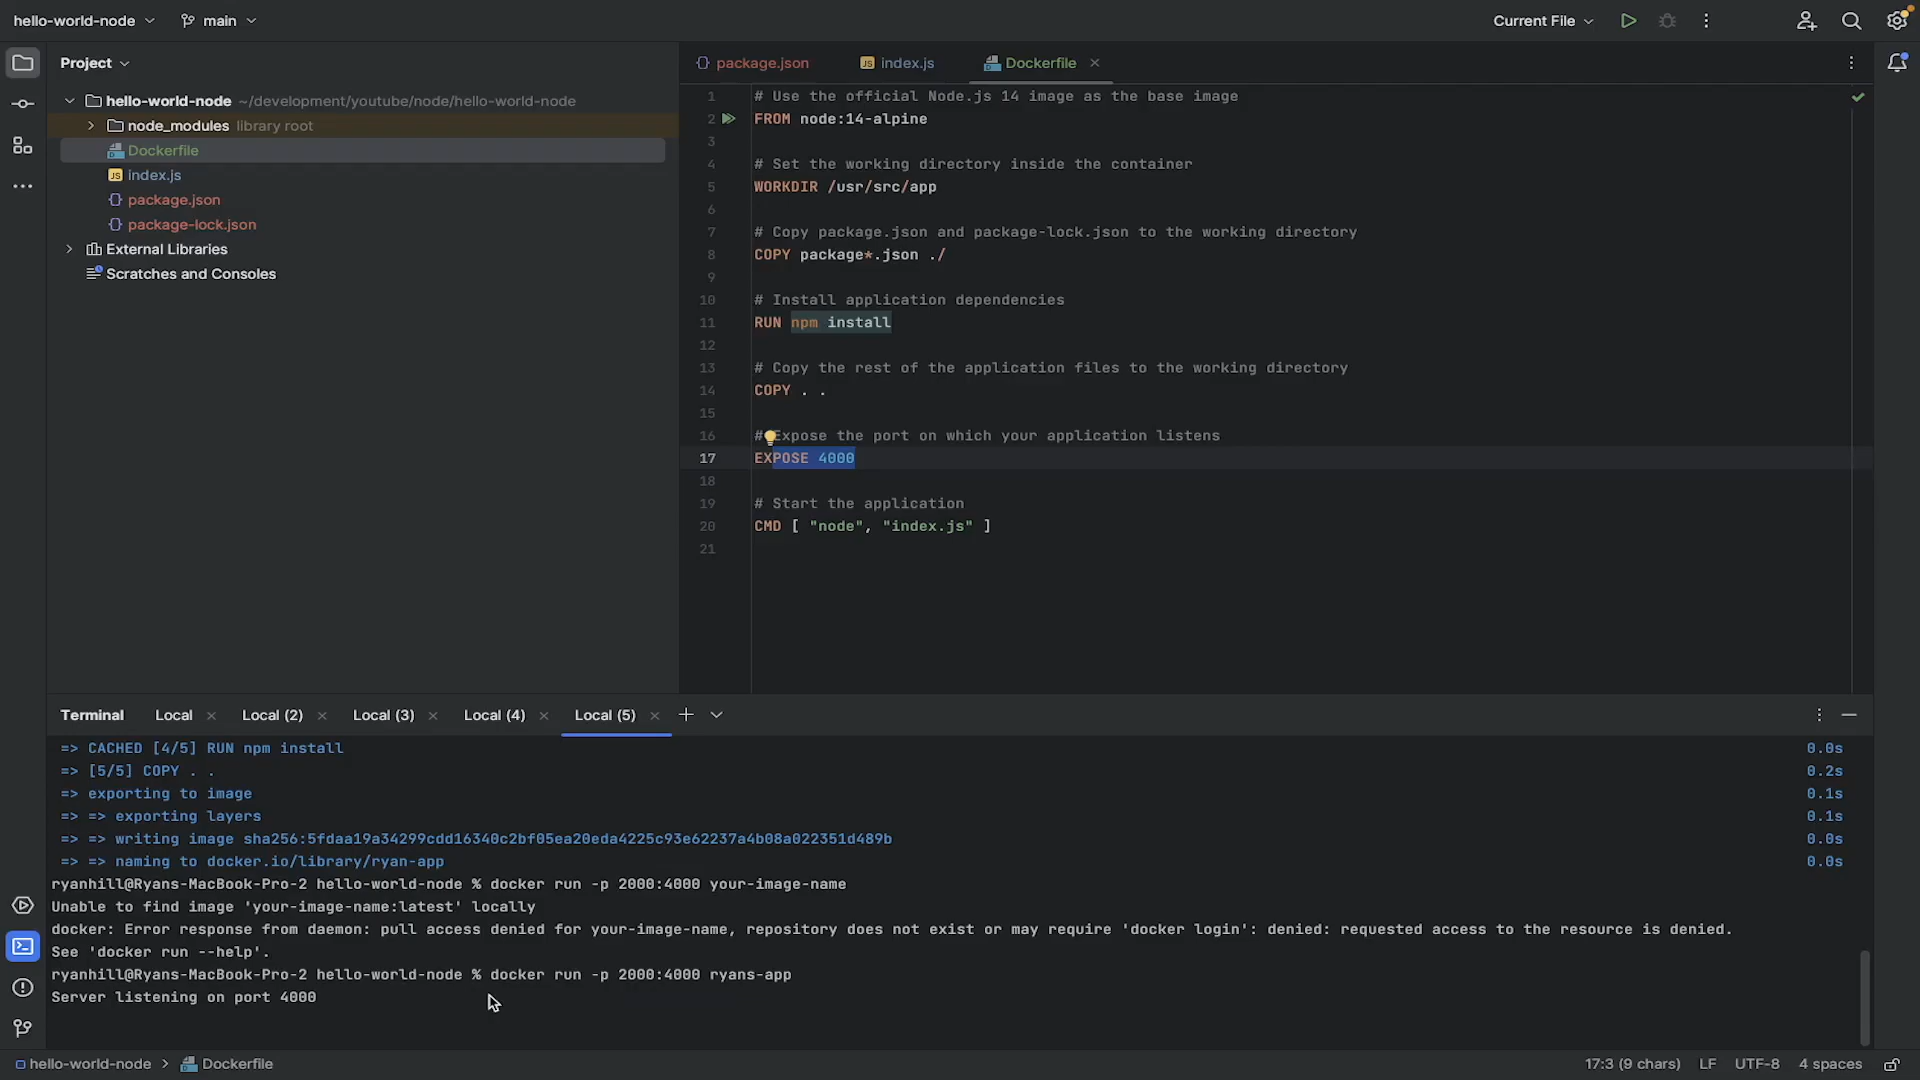 hello-world-node
main
Current File
Project
hello-world-node ~/development/youtube/node/hello-world-node
node_modules library root
Dockerfile
index.js
package.json
package-lock.json
External Libraries
Scratches and Consoles
package.json
index.js
Dockerfile
1 # Use the official Node.js 14 image as the base image
2 FROM node:14-alpine
3
4 # Set the working directory inside the container
5 WORKDIR /usr/src/app
6
7 # Copy package.json and package-lock.json to the working directory
8 COPY package*.json ./
9
10 # Install application dependencies
11 RUN npm install
12
13 # Copy the rest of the application files to the working directory
14 COPY . .
15
16 # Expose the port on which your application listens
17 EXPOSE 4000
18
19 # Start the application
20 CMD [ "node", "index.js" ]
21
Terminal Local Local (2) Local (3) Local (4) Local (5)
=> CACHED [4/5] RUN npm install 0.0s
=> [5/5] COPY . . 0.2s
=> exporting to image 0.1s
=> => exporting layers 0.1s
=> => writing image sha256:5fdaa19a34299cdd16340c2bf05ea20eda4225c93e62237a4b08a022351d489b 0.0s
=> => naming to docker.io/library/ryan-app 0.0s
ryanhill@Ryans-MacBook-Pro-2 hello-world-node % docker run -p 2000:4000 your-image-name
Unable to find image 'your-image-name:latest' locally
docker: Error response from daemon: pull access denied for your-image-name, repository does not exist or may require 'docker login': denied: requested access to the resource is denied.
See 'docker run --help'.
ryanhill@Ryans-MacBook-Pro-2 hello-world-node % docker run -p 2000:4000 ryans-app
Server listening on port 4000
hello-world-node > Dockerfile
17:3 (9 chars) LF UTF-8 4 spaces